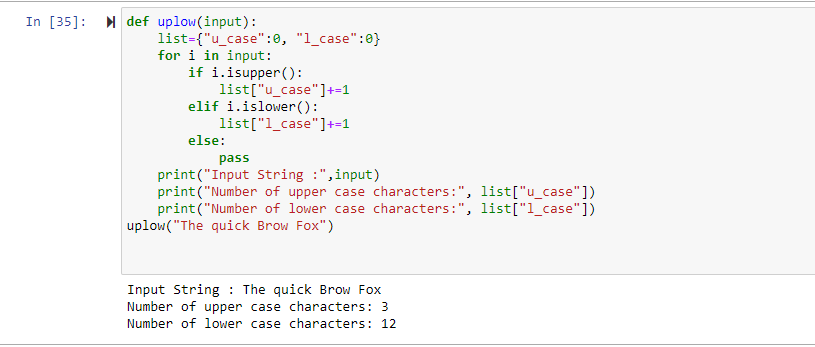 In [35]:
def uplow(input):
    list={"u_case":0, "l_case":0}
    for i in input:
        if i.isupper():
            list["u_case"]+=1
        elif i.islower():
            list["l_case"]+=1
        else:
            pass
    print("Input String :",input)
    print("Number of upper case characters:", list["u_case"])
    print("Number of lower case characters:", list["l_case"])
uplow("The quick Brow Fox")
Input String : The quick Brow Fox
Number of upper case characters: 3
Number of lower case characters: 12